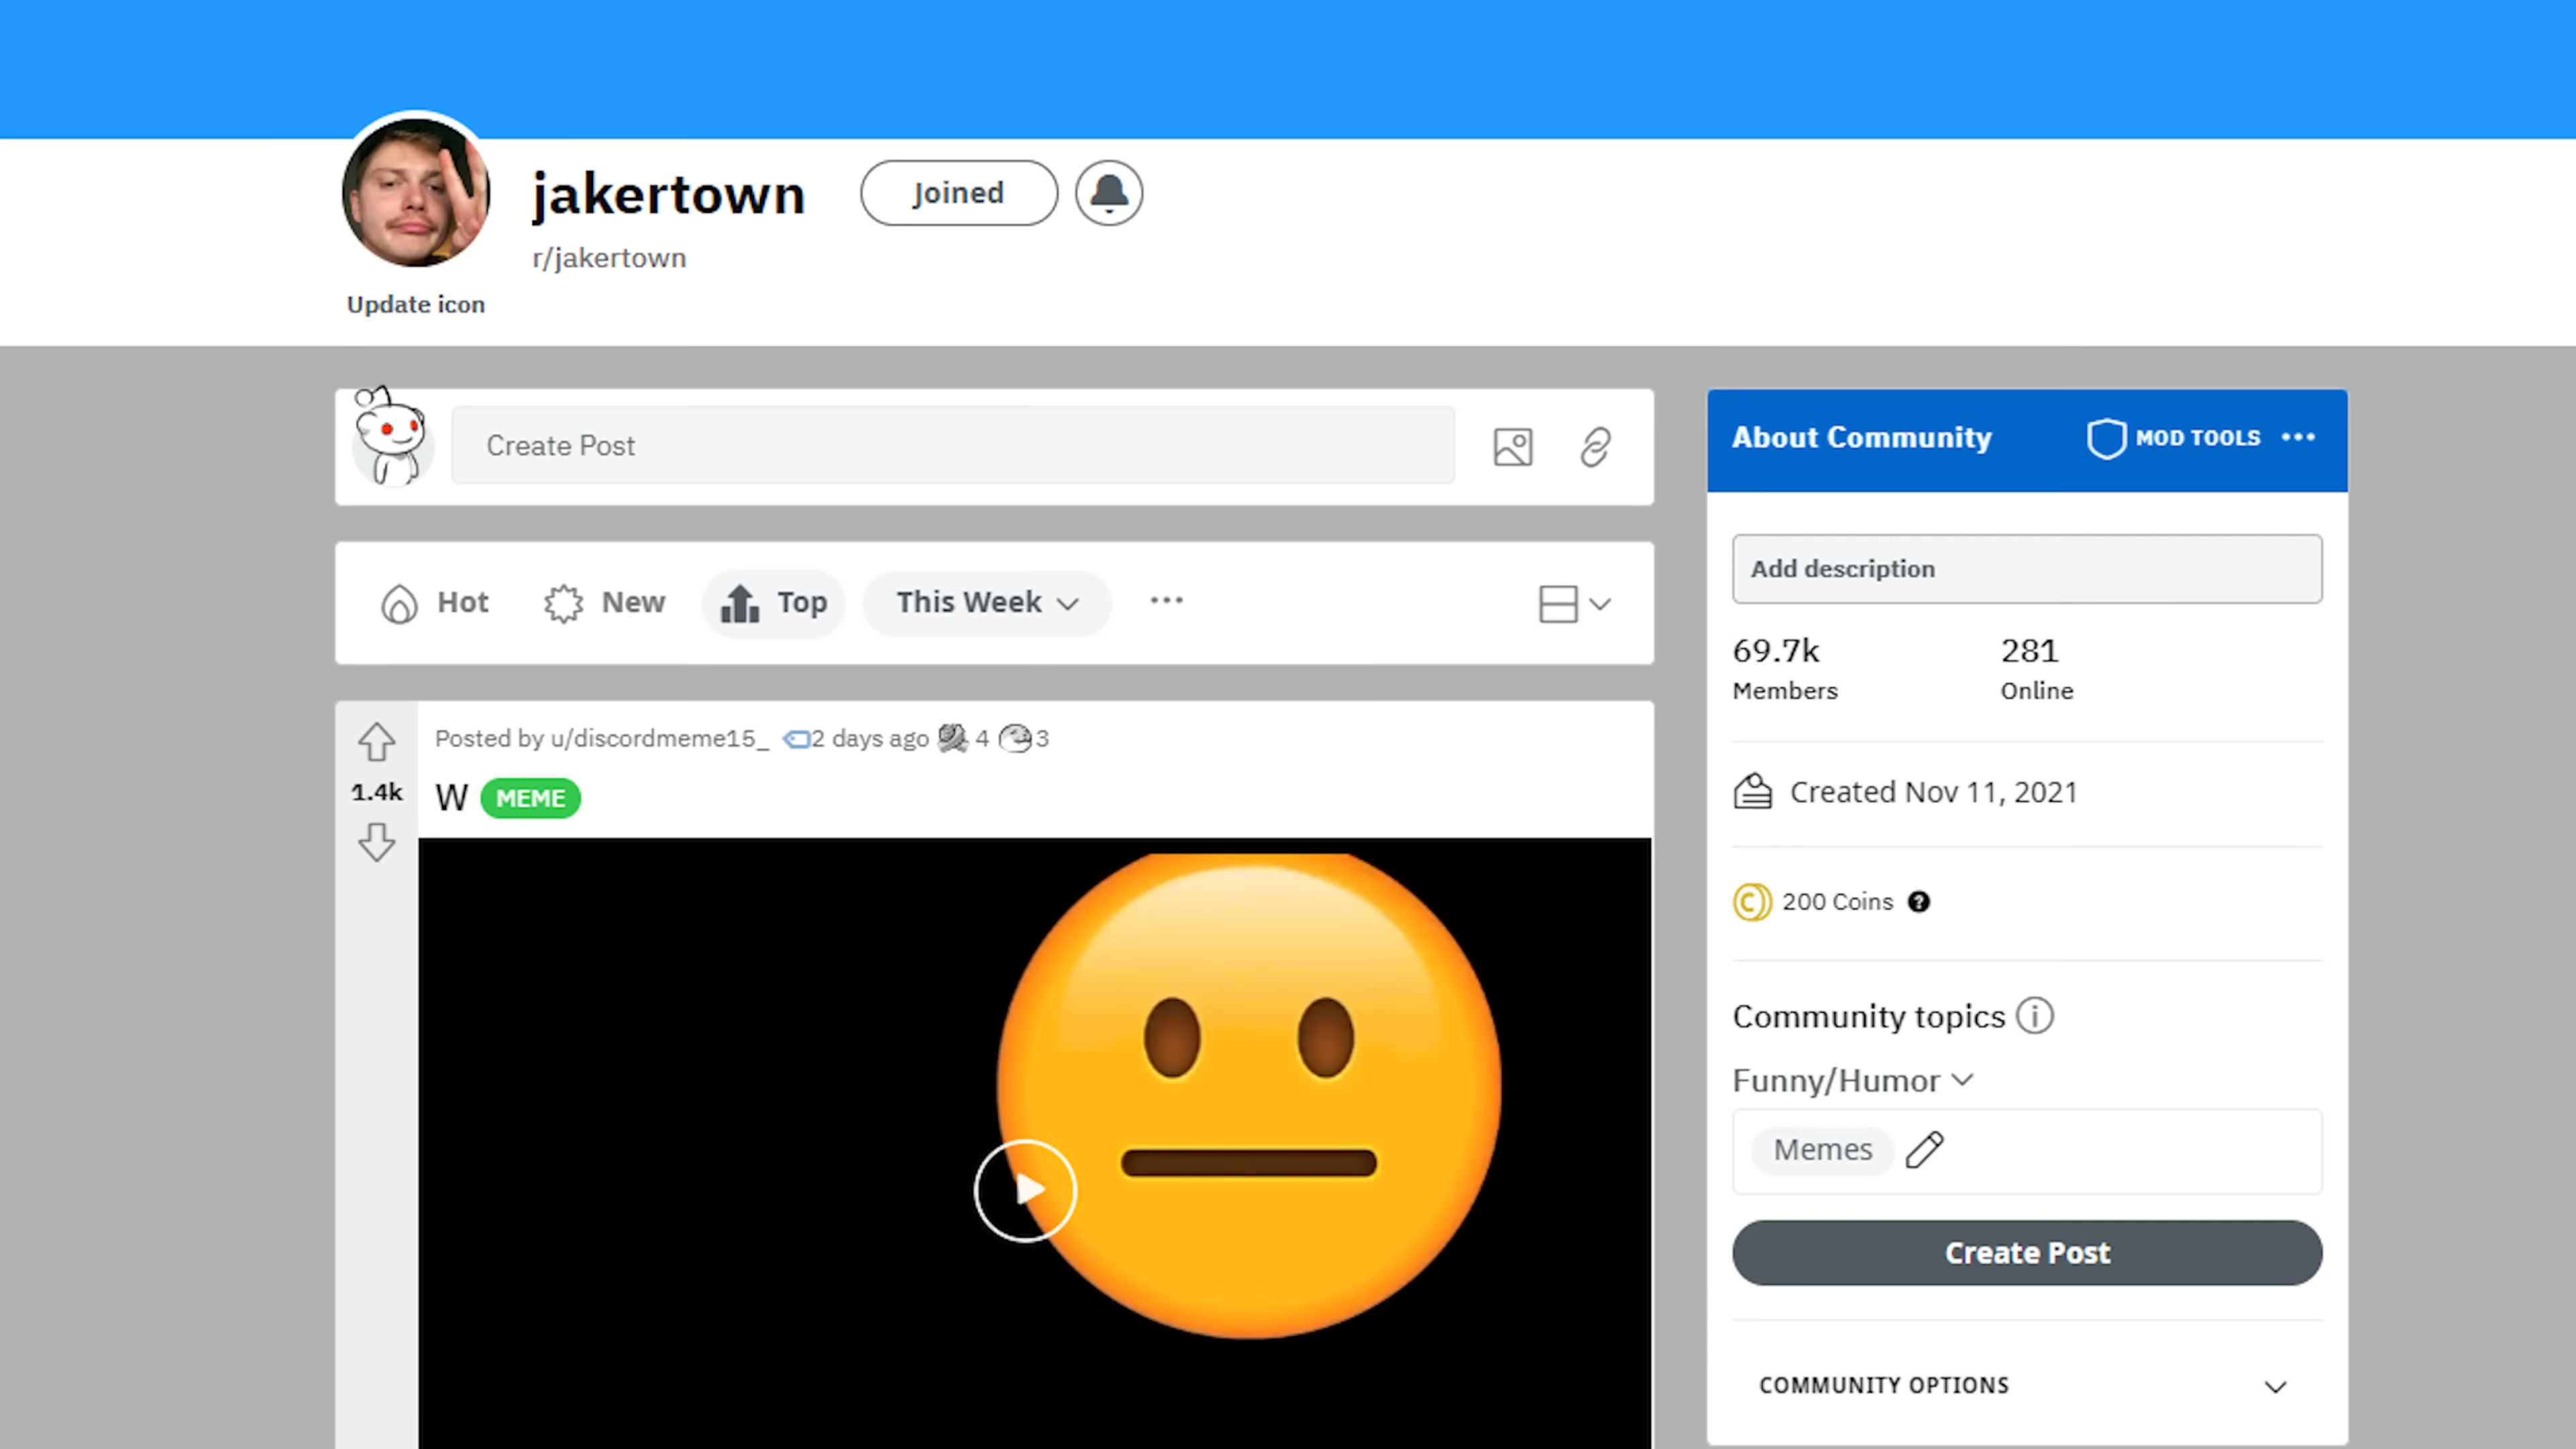 jakertown
Joined
r/jakertown
Update icon
Create Post
Hot
New
Top
This Week
Posted by u/discordmeme15_ 2 days ago 4 3
1.4k
W MEME
About Community
MOD TOOLS
Add description
69.7k
281
Members
Online
Created Nov 11, 2021
200 Coins
Community topics
Funny/Humor
Memes
Create Post
COMMUNITY OPTIONS